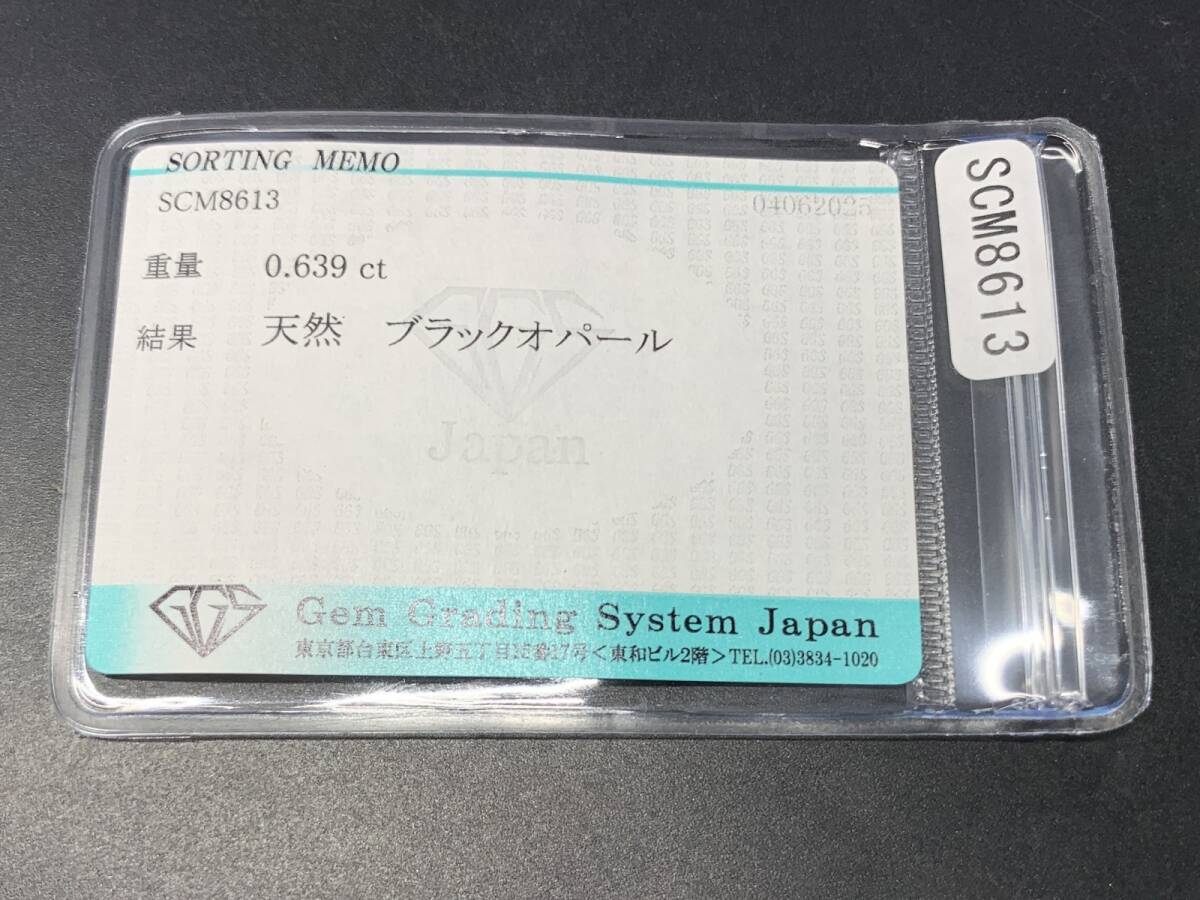 SORTING MEMO
SCM8613
04062025
重量 0.639 ct
結果 天然 ブラックオパール
Japan
GGS
Gem Grading System Japan
東京都台東区上野五丁目15番17号<東和ビル2階>TEL.(03)3834-1020
SCM8613